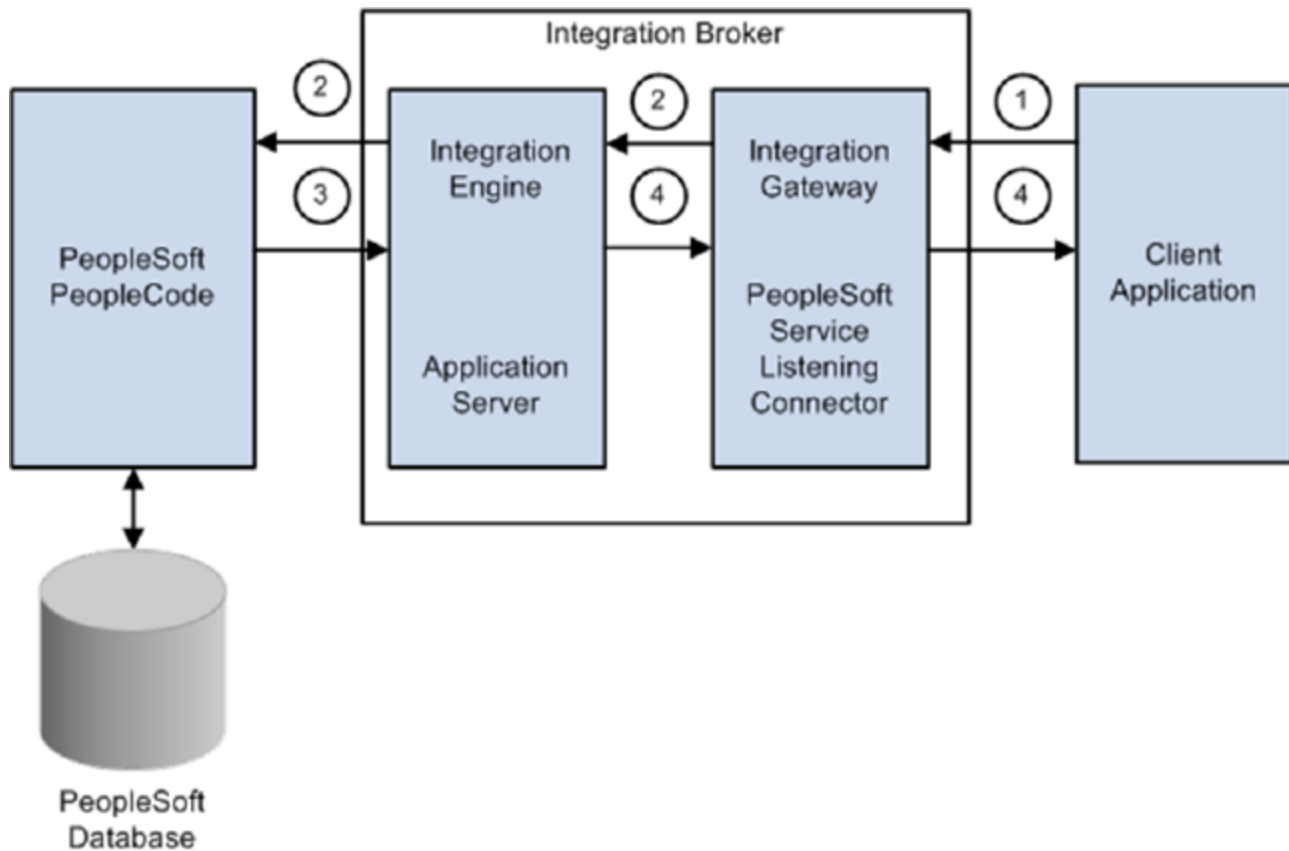 Integration Broker
2
2
1
3
4
4
PeopleSoft
PeopleCode
Integration
Engine
Application
Server
Integration
Gateway
PeopleSoft
Service
Listening
Connector
Client
Application
PeopleSoft
Database